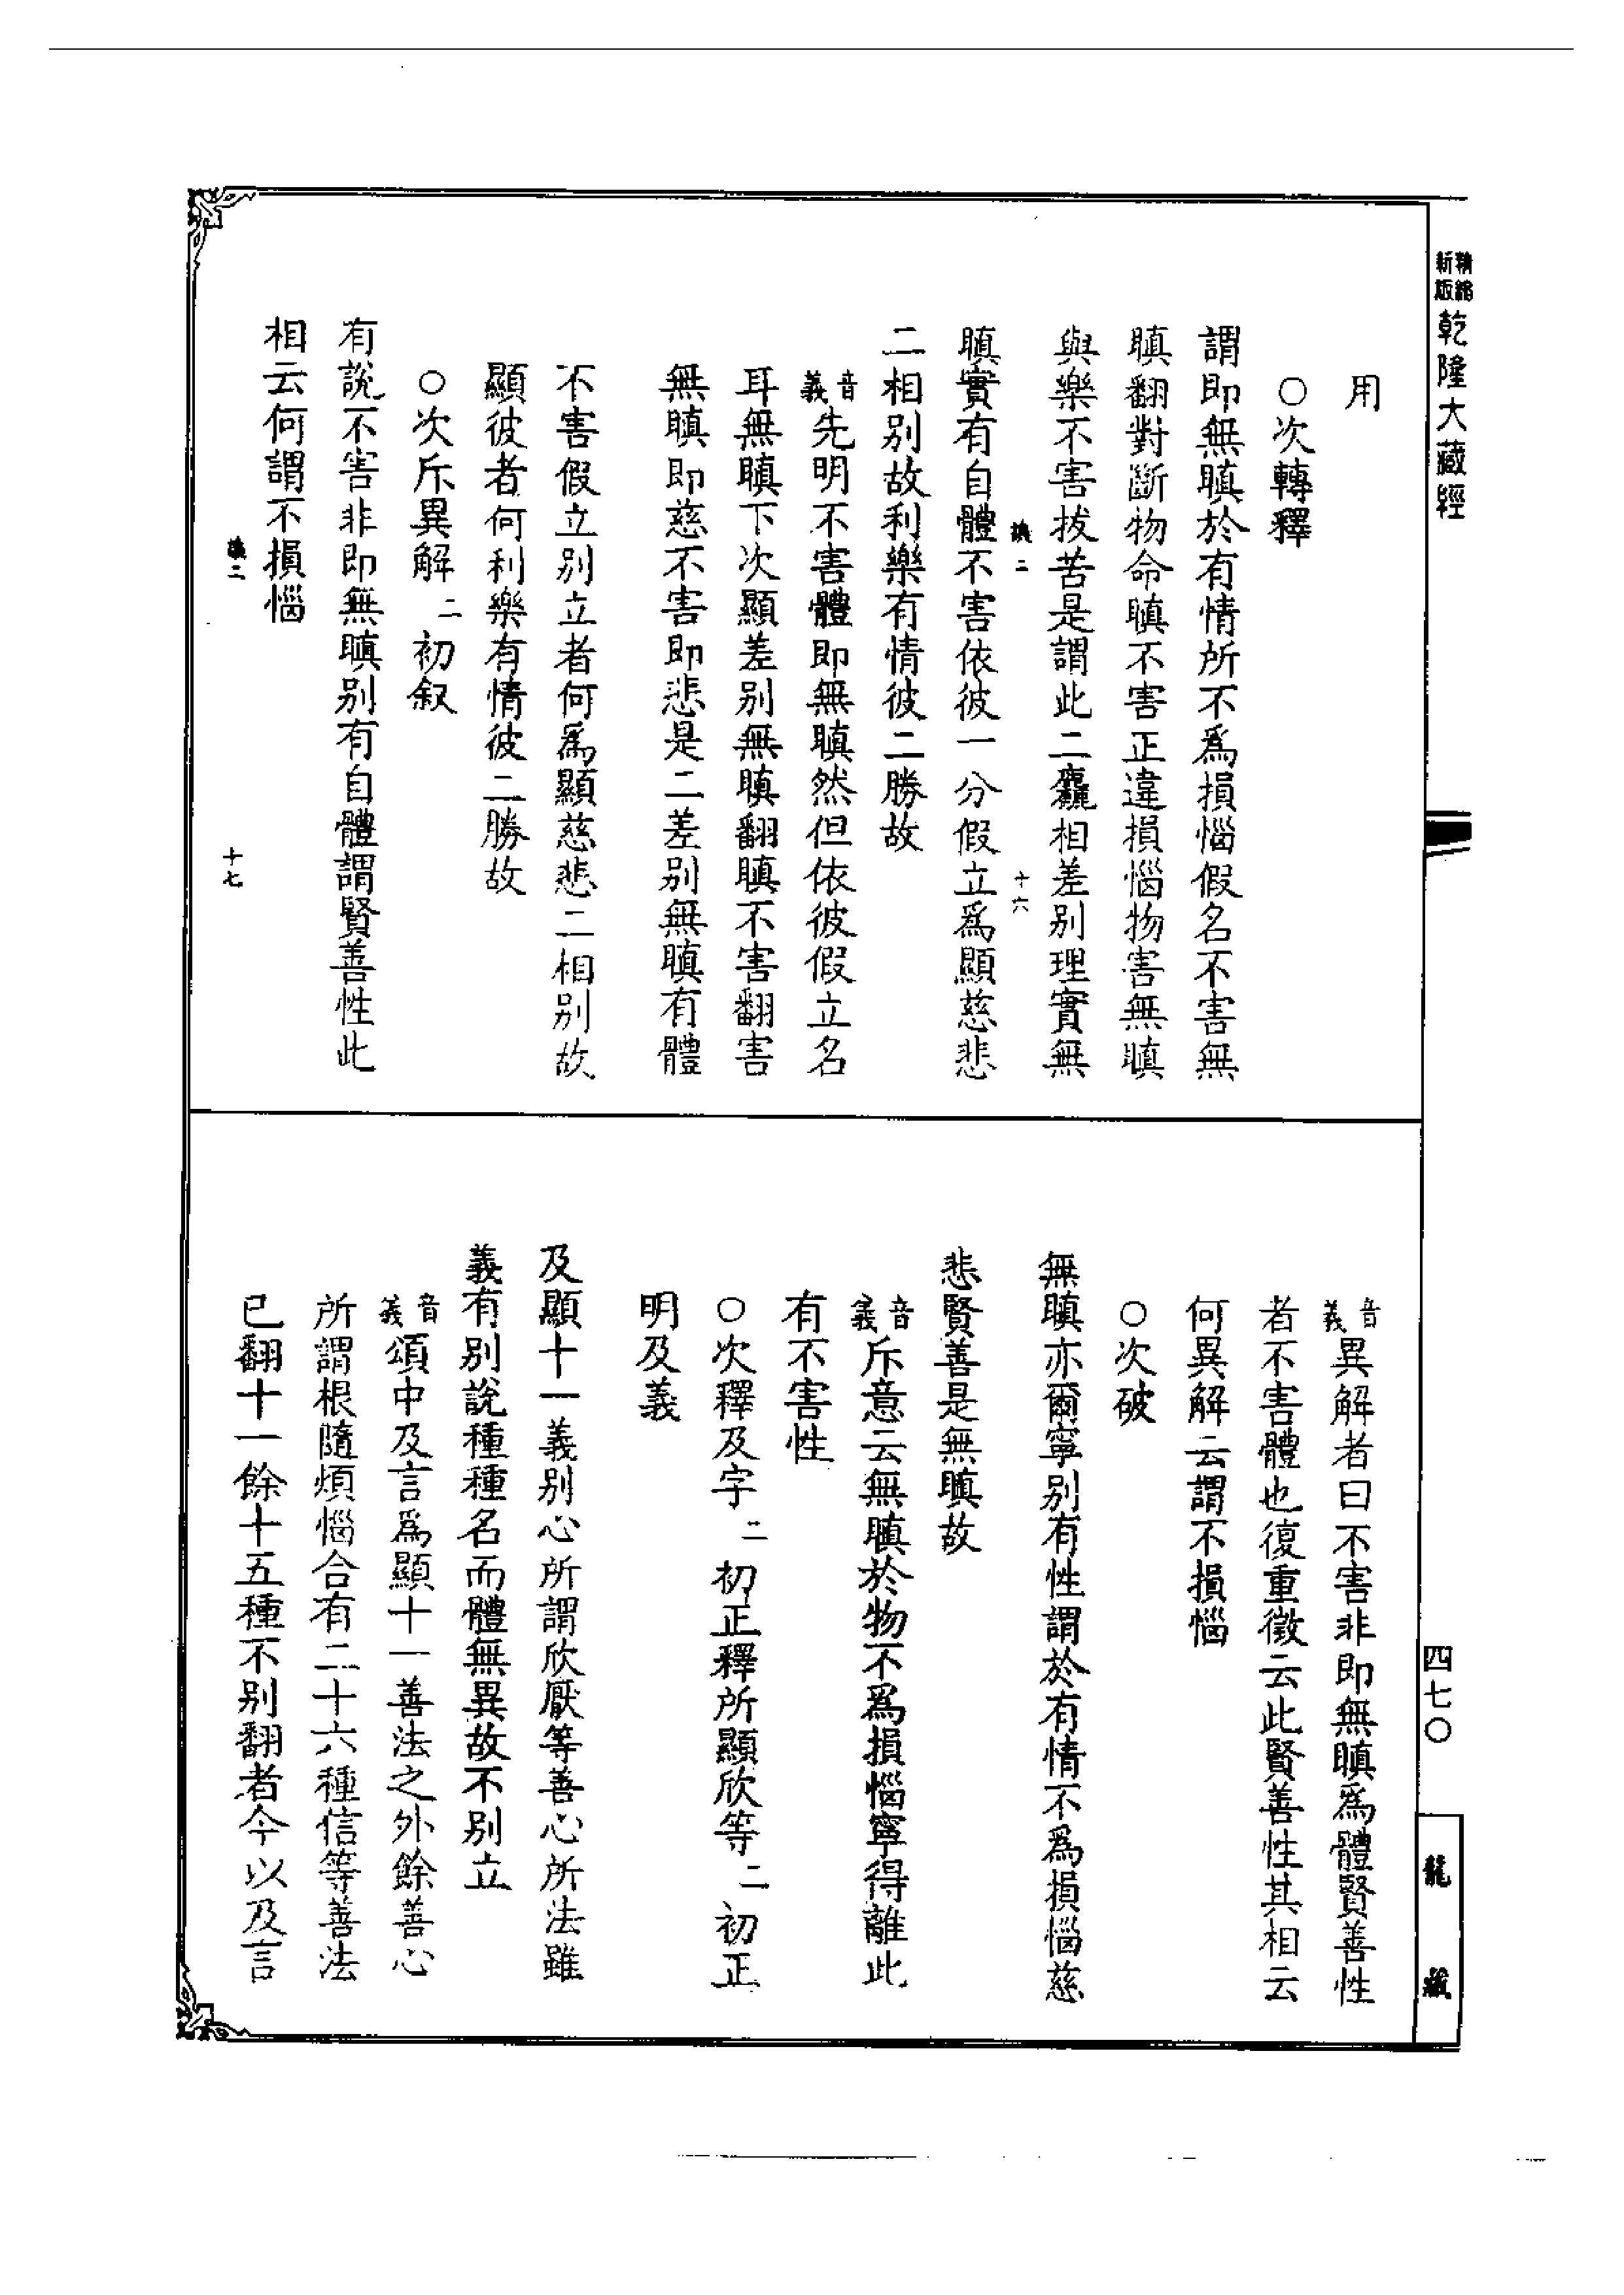 精縮
新版
乾隆大藏經
用
○次轉釋
謂即無瞋於有情所不爲損惱假名不害無
瞋翻對斷物命瞋不害正違損惱物害無瞋
與樂不害拔苦是謂此二麤相差別理實無
十六
瞋實有自體不害依彼一分假立爲顯慈悲
二相別故利樂有情彼二勝故
音義先明不害體即無瞋然但依彼假立名
耳無瞋下次顯差別無瞋翻瞋不害翻害
無瞋即慈不害即悲是二差別無瞋有體
不害假立別立者何爲顯慈悲二相別故
顯彼者何利樂有情彼二勝故
○次斥異解二初叙
有說不害非即無瞋別有自體謂賢善性此
相云何謂不損惱
十七
四七〇
龍藏
音義異解者曰不害非即無瞋爲體賢善性
者不害體也復重徵云此賢善性其相云
何異解云謂不損惱
○次破
無瞋亦爾寧別有性謂於有情不爲損惱慈
悲賢善是無瞋故
音義斥意云無瞋於物不爲損惱寧得離此
有不害性
○次釋及字二初正釋所顯欣等二初正
明及義
及顯十一義別心所謂欣厭等善心所法雖
義有別說種種名而體無異故不別立
音義頌中及言爲顯十一善法之外餘善心
所謂根隨煩惱合有二十六種信等善法
已翻十一餘十五種不別翻者今以及言